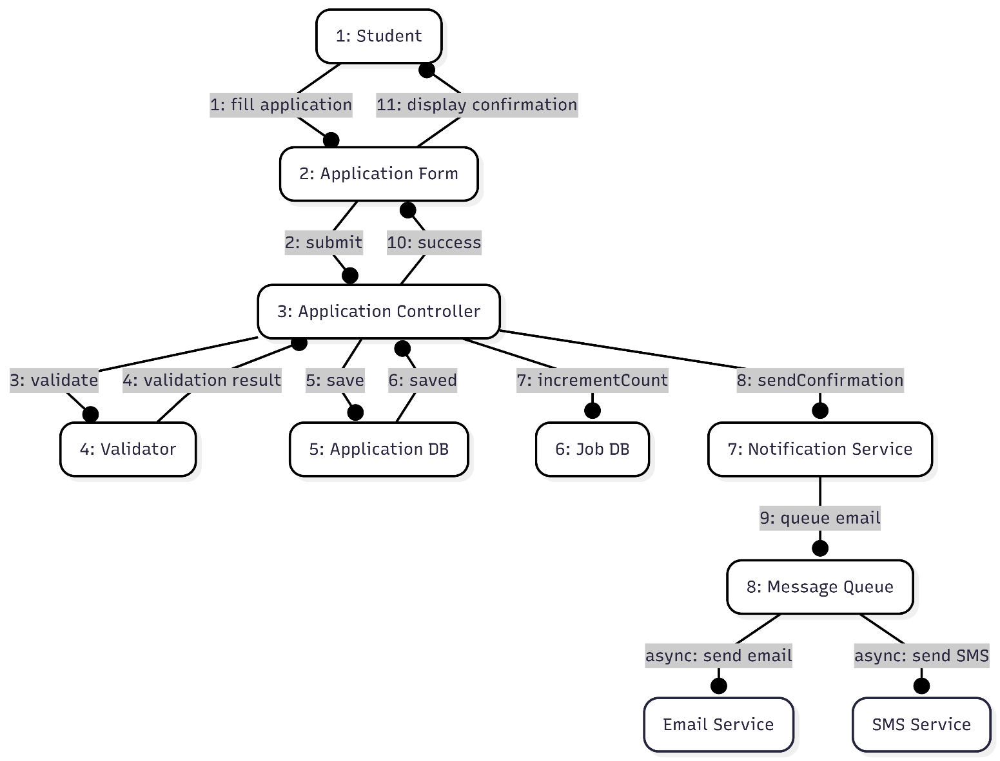 1: Student
1: fill application
11: display confirmation
2: Application Form
2: submit
10: success
3: Application Controller
3: validate
4: validation result
5: save
6: saved
7: incrementCount
8: sendConfirmation
4: Validator
5: Application DB
6: Job DB
7: Notification Service
9: queue email
8: Message Queue
async: send email
async: send SMS
Email Service
SMS Service